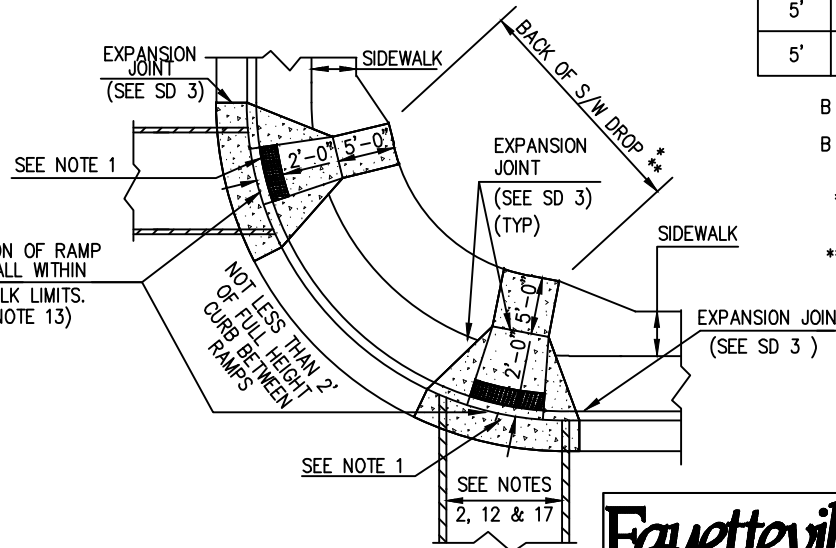 5'
5'
B
B
*
**
EXPANSION
JOINT
(SEE SD 3)
SIDEWALK
BACK OF S/W DROP * **
SEE NOTE 1
2'-0"
5'-0"
EXPANSION
JOINT
(SEE SD 3)
(TYP)
SIDEWALK
ON OF RAMP
ALL WITHIN
LK LIMITS.
NOTE 13)
NOT LESS THAN 2'
OF FULL HEIGHT
CURB BETWEEN
RAMPS
5'-0"
2'-0"
EXPANSION JOIN
(SEE SD 3 )
SEE NOTE 1
SEE NOTES
2, 12 & 17
Fayettevil